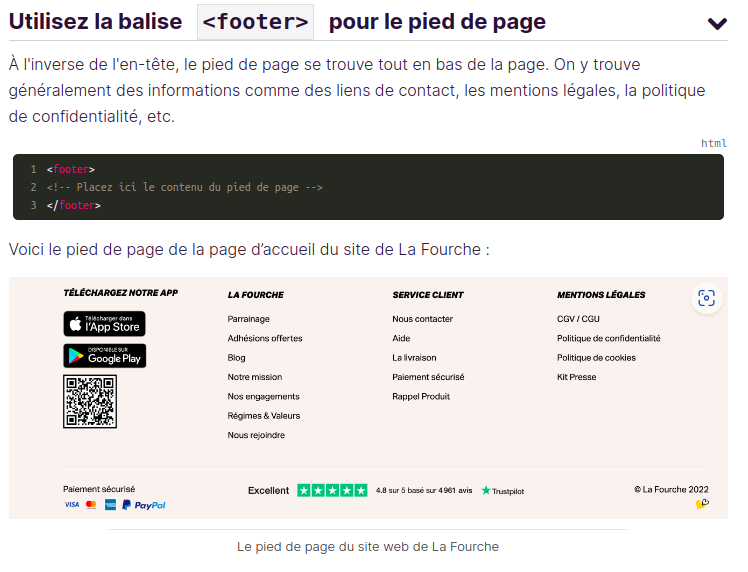 Utilisez la balise <footer> pour le pied de page
À l'inverse de l'en-tête, le pied de page se trouve tout en bas de la page. On y trouve
généralement des informations comme des liens de contact, les mentions légales, la politique
de confidentialité, etc.
html
1 <footer>
2 <!-- Placez ici le contenu du pied de page -->
3 </footer>
Voici le pied de page de la page d’accueil du site de La Fourche :
TÉLÉCHARGEZ NOTRE APP
Télécharger dans
l'App Store
DISPONIBLE SUR
Google Play
LA FOURCHE
Parrainage
Adhésions offertes
Blog
Notre mission
Nos engagements
Régimes & Valeurs
Nous rejoindre
SERVICE CLIENT
Nous contacter
Aide
La livraison
Paiement sécurisé
Rappel Produit
MENTIONS LÉGALES
CGV / CGU
Politique de confidentialité
Politique de cookies
Kit Presse
Paiement sécurisé
VISA PayPal
Excellent 4.8 sur 5 basé sur 4 961 avis Trustpilot
© La Fourche 2022
Le pied de page du site web de La Fourche